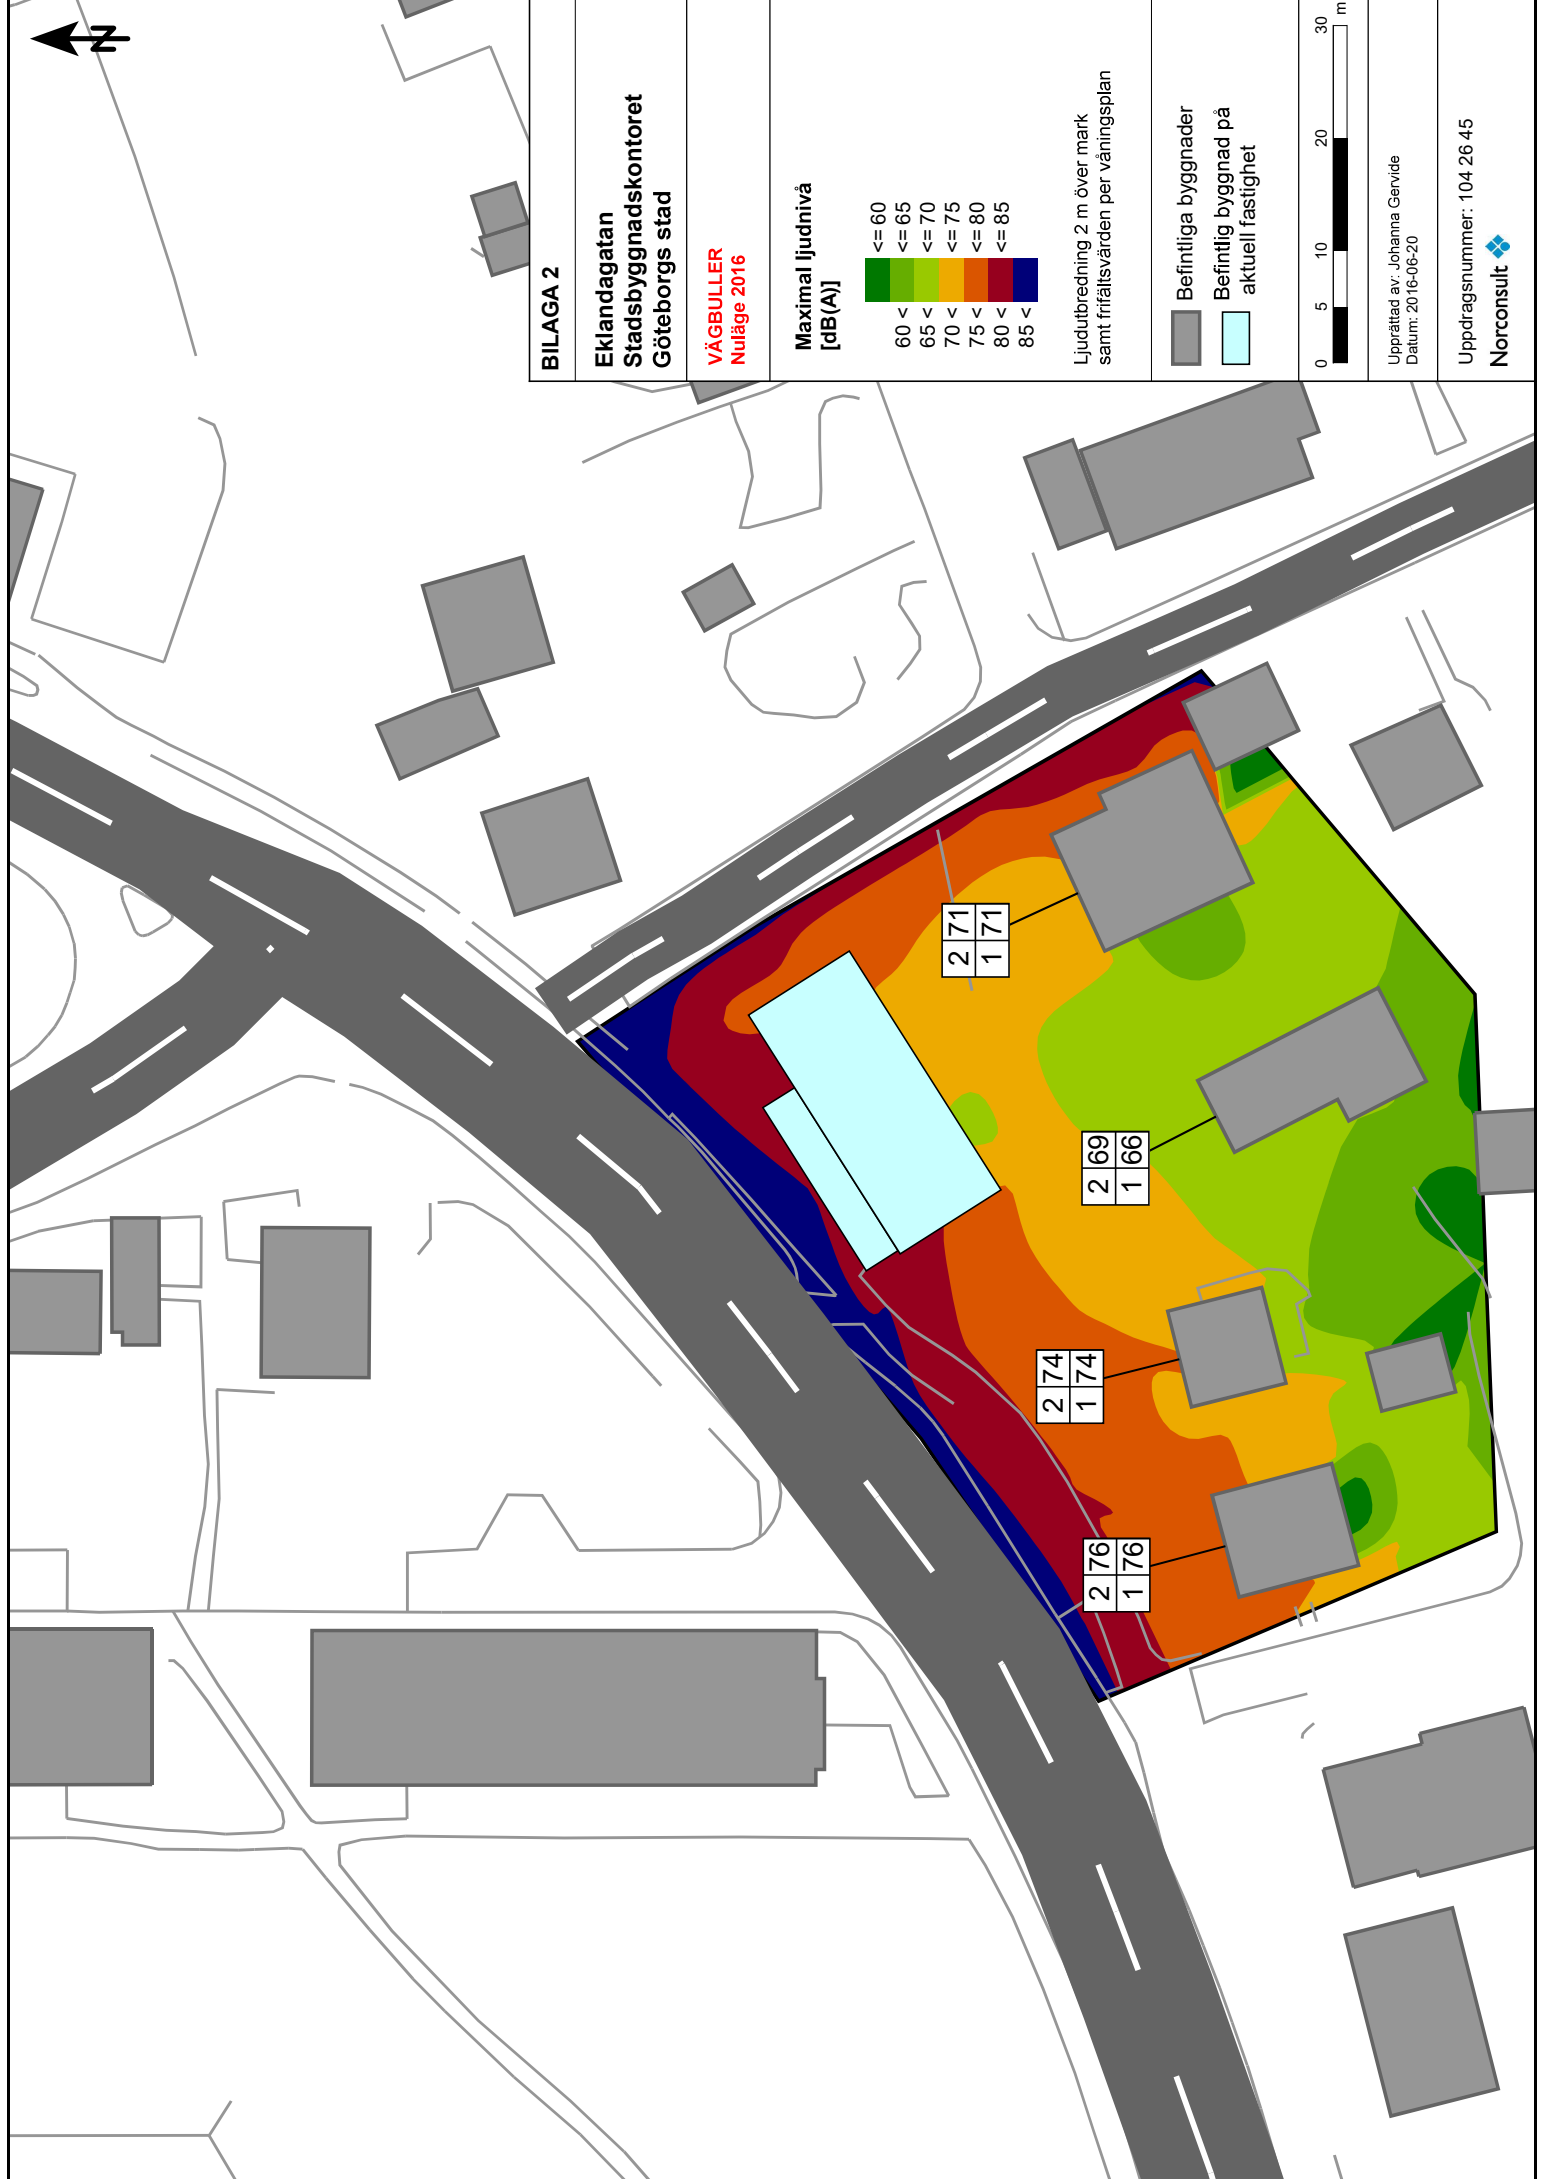 N
BILAGA 2
Eklandagatan
Stadsbyggnadskontoret
Göteborgs stad
VÄGBULLER
Nuläge 2016
Maximal ljudnivå
[dB(A)]
<= 60
60 < <= 65
65 < <= 70
70 < <= 75
75 < <= 80
80 < <= 85
85 <
Ljudutbredning 2 m över mark
samt frifältsvärden per våningsplan
Befintliga byggnader
Befintlig byggnad på
aktuell fastighet
0 5 10 20 30
m
Upprättad av: Johanna Gervide
Datum: 2016-06-20
Uppdragsnummer: 104 26 45
Norconsult
2 76
1 76
2 74
1 74
2 69
1 66
2 71
1 71